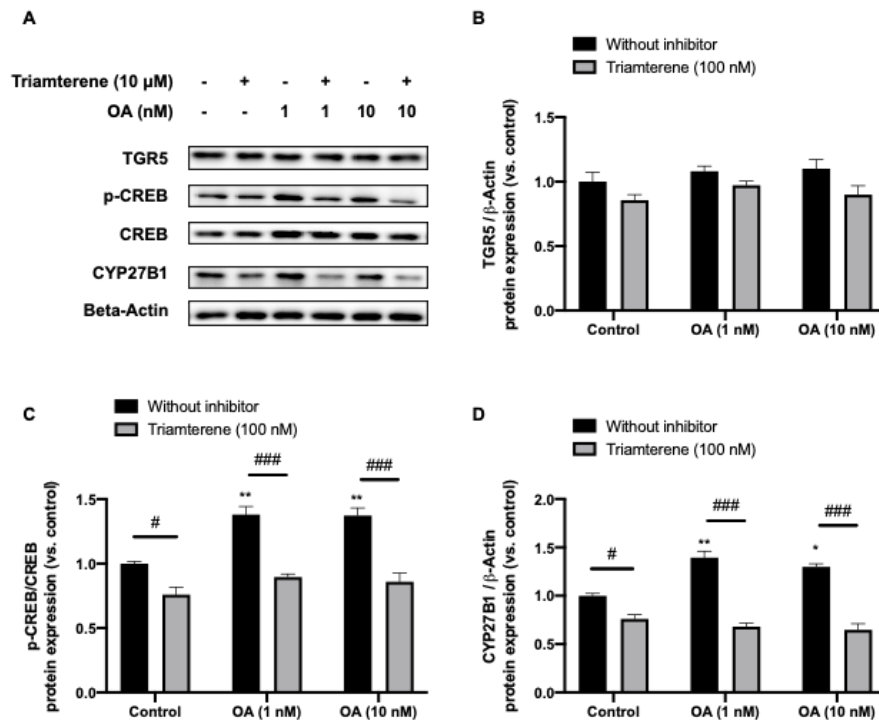 A
Triamterene (10 µM) - + - + - +
OA (nM) - - 1 1 10 10
TGR5
p-CREB
CREB
CYP27B1
Beta-Actin
B
Without inhibitor
Triamterene (100 nM)
TGR5 / β-Actin
protein expression (vs. control)
1.5
1.0
0.5
0.0
Control OA (1 nM) OA (10 nM)
C
Without inhibitor
Triamterene (100 nM)
p-CREB/CREB
protein expression (vs. control)
1.5
1.0
0.5
0.0
# ** ### ** ###
Control OA (1 nM) OA (10 nM)
D
Without inhibitor
Triamterene (100 nM)
CYP27B1 / β-Actin
protein expression (vs. control)
2.0
1.5
1.0
0.5
0.0
# ** ### * ###
Control OA (1 nM) OA (10 nM)